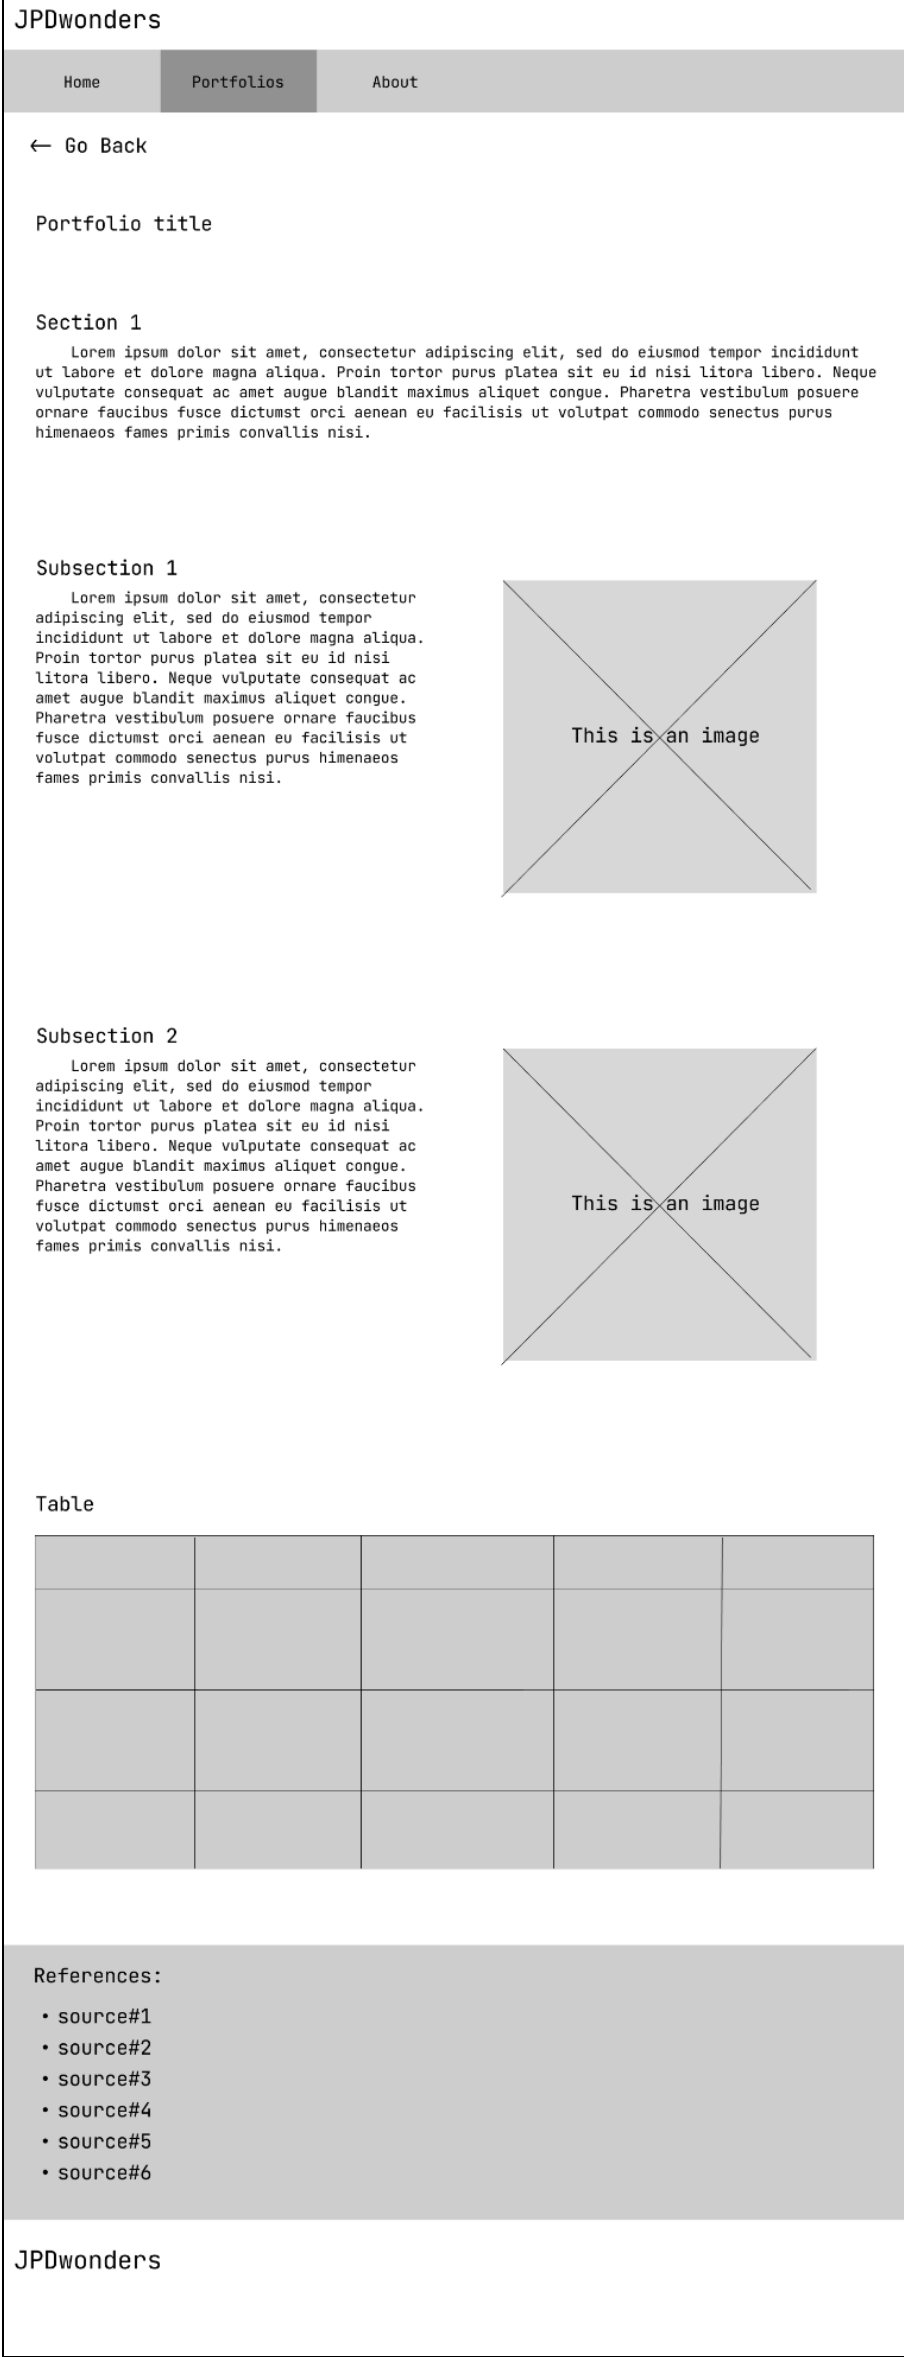 JPDwonders
Home Portfolios About
← Go Back
Portfolio title
Section 1
Lorem ipsum dolor sit amet, consectetur adipiscing elit, sed do eiusmod tempor incididunt
ut labore et dolore magna aliqua. Proin tortor purus platea sit eu id nisi litora libero. Neque
vulputate consequat ac amet augue blandit maximus aliquet congue. Pharetra vestibulum posuere
ornare faucibus fusce dictumst orci aenean eu facilisis ut volutpat commodo senectus purus
himenaeos fames primis convallis nisi.
Subsection 1
Lorem ipsum dolor sit amet, consectetur
adipiscing elit, sed do eiusmod tempor
incididunt ut labore et dolore magna aliqua.
Proin tortor purus platea sit eu id nisi
litora libero. Neque vulputate consequat ac
amet augue blandit maximus aliquet congue.
Pharetra vestibulum posuere ornare faucibus
fusce dictumst orci aenean eu facilisis ut
volutpat commodo senectus purus himenaeos
fames primis convallis nisi.
This is an image
Subsection 2
Lorem ipsum dolor sit amet, consectetur
adipiscing elit, sed do eiusmod tempor
incididunt ut labore et dolore magna aliqua.
Proin tortor purus platea sit eu id nisi
litora libero. Neque vulputate consequat ac
amet augue blandit maximus aliquet congue.
Pharetra vestibulum posuere ornare faucibus
fusce dictumst orci aenean eu facilisis ut
volutpat commodo senectus purus himenaeos
fames primis convallis nisi.
This is an image
Table
References:
• source#1
• source#2
• source#3
• source#4
• source#5
• source#6
JPDwonders